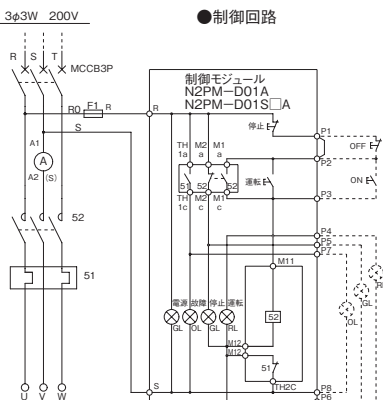 3φ3W 200V
●制御回路
R S T
MCCB3P
制御モジュール
N2PM-D01A
N2PM-D01S□A
R0 F1 R
R
S
停止
P1
OFF
P2
TH M2 M1
1a a a
A1
A
A2 (S)
51 52 52
運転
ON
P3
TH M2 M1
1c c c
52
P4
P5
P7
M11
51
RL
GL
OL
電源 故障 停止 運転
GL OL GL RL
52
M12
M12
51
TH2C
S
P8
P6
U V W